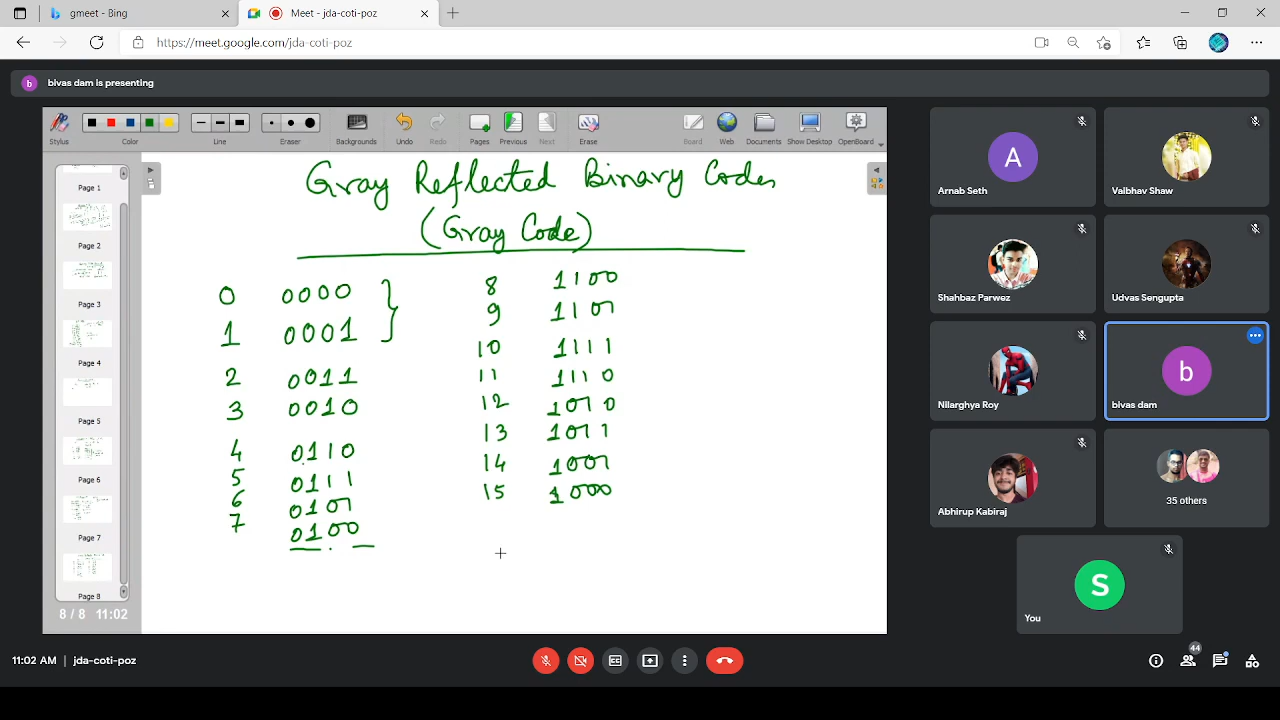 gmeet - Bing
Meet - jda-coti-poz
https://meet.google.com/jda-coti-poz
b
bivas dam is presenting
Stylus
Color
Line
Eraser
Backgrounds
Undo
Redo
Pages
Previous
Next
Erase
Board
Web
Documents
Show Desktop
OpenBoard
Page 1
Page 2
Page 3
Page 4
Page 5
Page 6
Page 7
Page 8
8 / 8 11:02
Gray Reflected Binary Codes
(Gray Code)
0 0000
1 0001
2 0011
3 0010
4 0110
5 0111
6 0101
7 0100
8 1100
9 1101
10 1111
11 1110
12 1010
13 1011
14 1001
15 1000
A
Arnab Seth
Vaibhav Shaw
Shahbaz Parwez
Udvas Sengupta
Nilarghya Roy
b
bivas dam
Abhirup Kabiraj
35 others
S
You
11:02 AM | jda-coti-poz
44